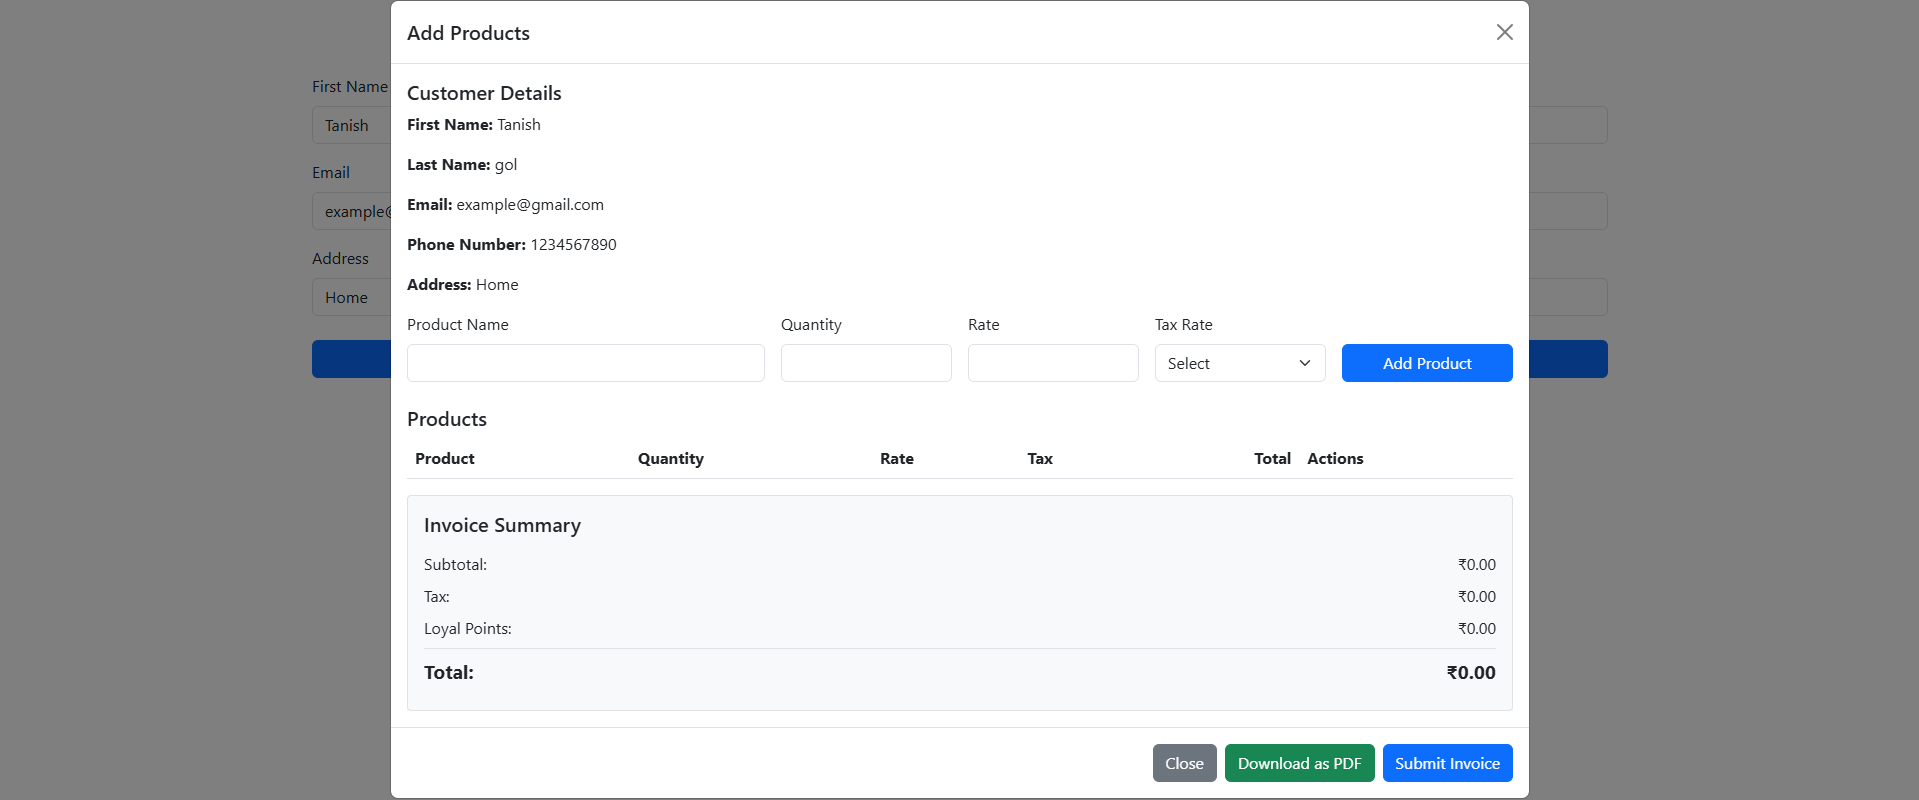 Add Products
First Name
Tanish
Email
example@
Address
Home
Customer Details
First Name: Tanish
Last Name: gol
Email: example@gmail.com
Phone Number: 1234567890
Address: Home
Product Name Quantity Rate Tax Rate
Select Add Product
Products
Product Quantity Rate Tax Total Actions
Invoice Summary
Subtotal: ₹0.00
Tax: ₹0.00
Loyal Points: ₹0.00
Total: ₹0.00
Close Download as PDF Submit Invoice